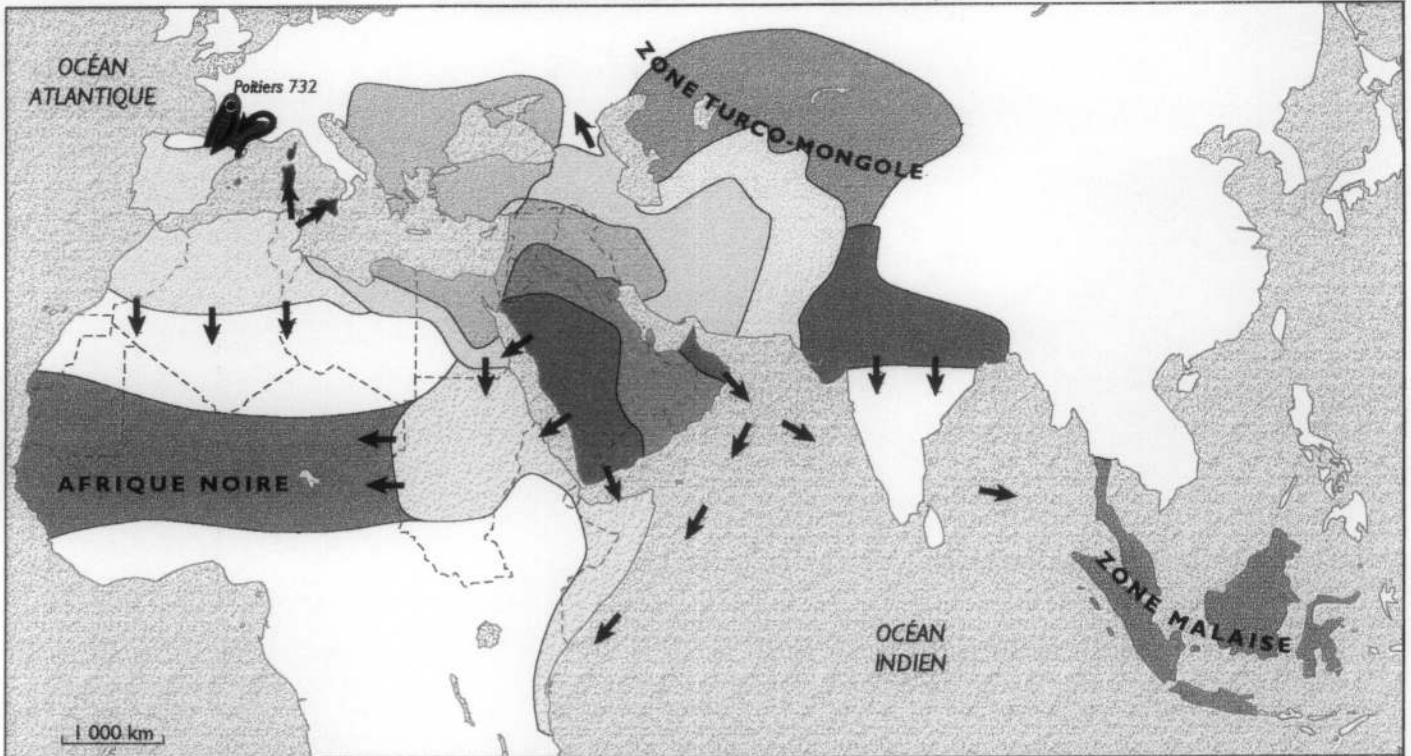 OCÉAN
ATLANTIQUE
Poitiers 732
ZONE TURCO-MONGOLE
AFRIQUE NOIRE
OCÉAN
INDIEN
ZONE MALAISE
1 000 km